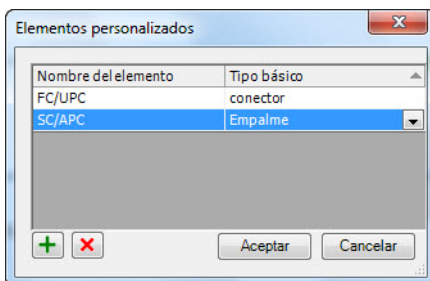 Elementos personalizados
Nombre del elemento Tipo básico
FC/UPC conector
SC/APC Empalme
Aceptar Cancelar